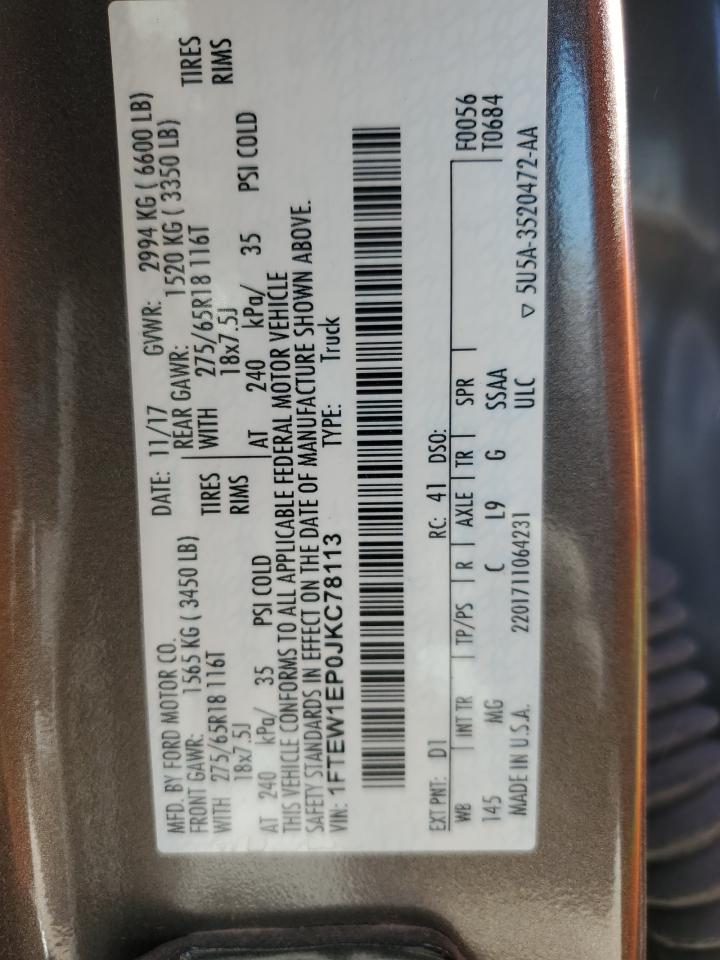 MFD. BY FORD MOTOR CO.
DATE: 11/17 GVWR: 2994 KG ( 6600 LB)
FRONT GAWR: 1565 KG ( 3450 LB) REAR GAWR: 1520 KG ( 3350 LB)
WITH 275/65R18 116T TIRES WITH 275/65R18 116T TIRES
18x7.5J RIMS 18x7.5J RIMS
AT 240 kPa/ 35 PSI COLD AT 240 kPa/ 35 PSI COLD
THIS VEHICLE CONFORMS TO ALL APPLICABLE FEDERAL MOTOR VEHICLE
SAFETY STANDARDS IN EFFECT ON THE DATE OF MANUFACTURE SHOWN ABOVE.
VIN: 1FTEW1EP0JKC78113 TYPE: Truck
EXT PNT: D1 RC: 41 DSO: F0056
WB INT TR TP/PS R AXLE TR SPR T0684
145 MG C L9 G SSAA
MADE IN U.S.A. 2201711064231 ULC
▽ 5U5A-3520472-AA